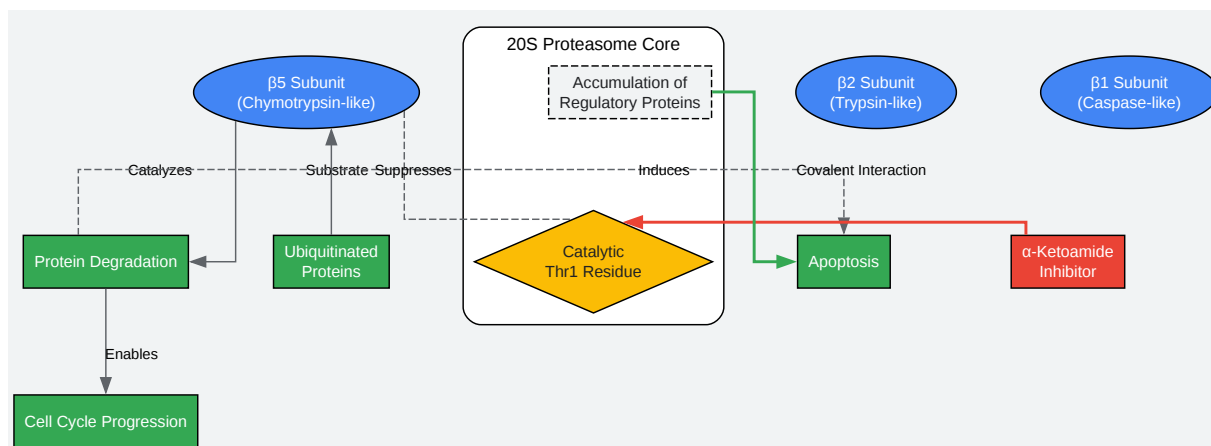 20S Proteasome Core
β5 Subunit
(Chymotrypsin-like)
Accumulation of
Regulatory Proteins
β2 Subunit
(Trypsin-like)
β1 Subunit
(Caspase-like)
Catalyzes
Substrate
Suppresses
Induces
Covalent Interaction
Protein Degradation
Ubiquitinated
Proteins
Catalytic
Thr1 Residue
Apoptosis
α-Ketoamide
Inhibitor
Enables
Cell Cycle Progression